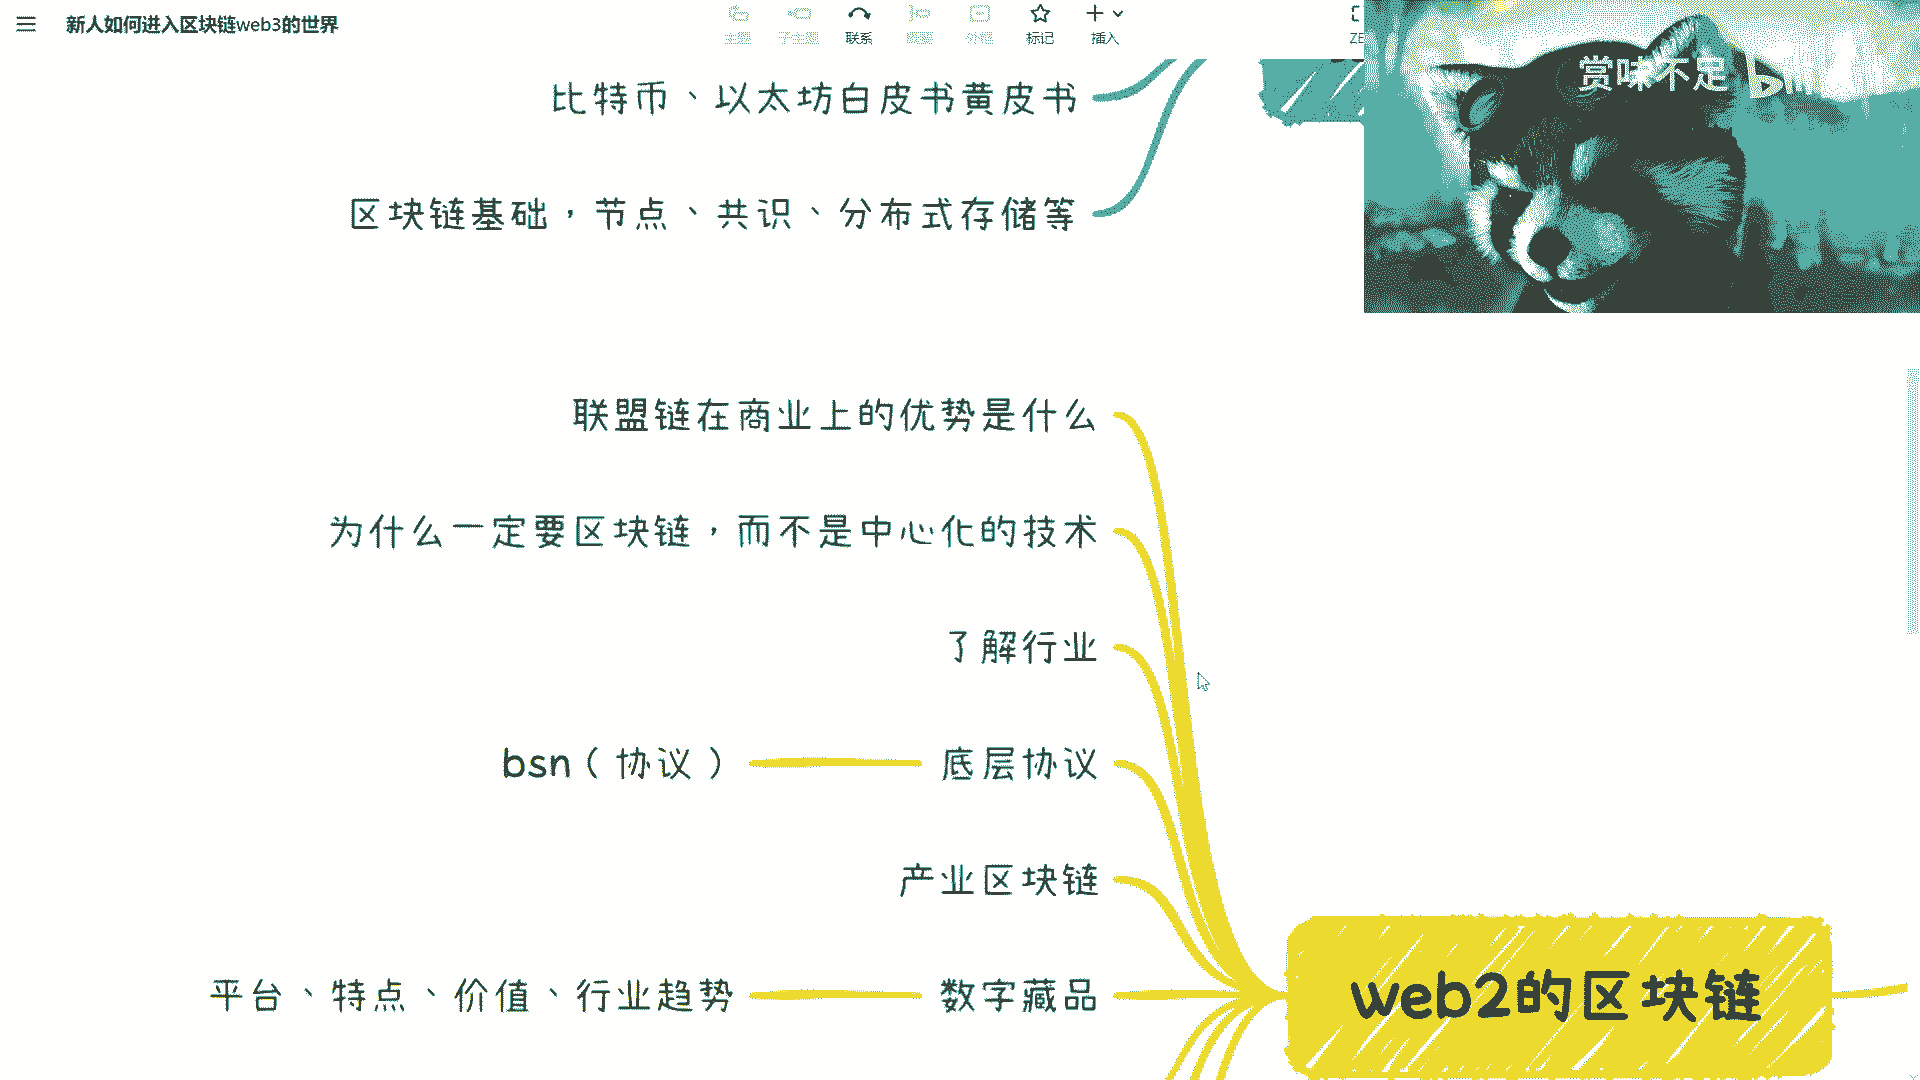 新人如何进入区块链web3的世界
主题 子主题 联系 概要 外框 标记 插入 ZE
赏味不足 bili
比特币、以太坊白皮书黄皮书
区块链基础，节点、共识、分布式存储等
联盟链在商业上的优势是什么
为什么一定要区块链，而不是中心化的技术
了解行业
bsn（协议） 底层协议
产业区块链
平台、特点、价值、行业趋势 数字藏品
web2的区块链